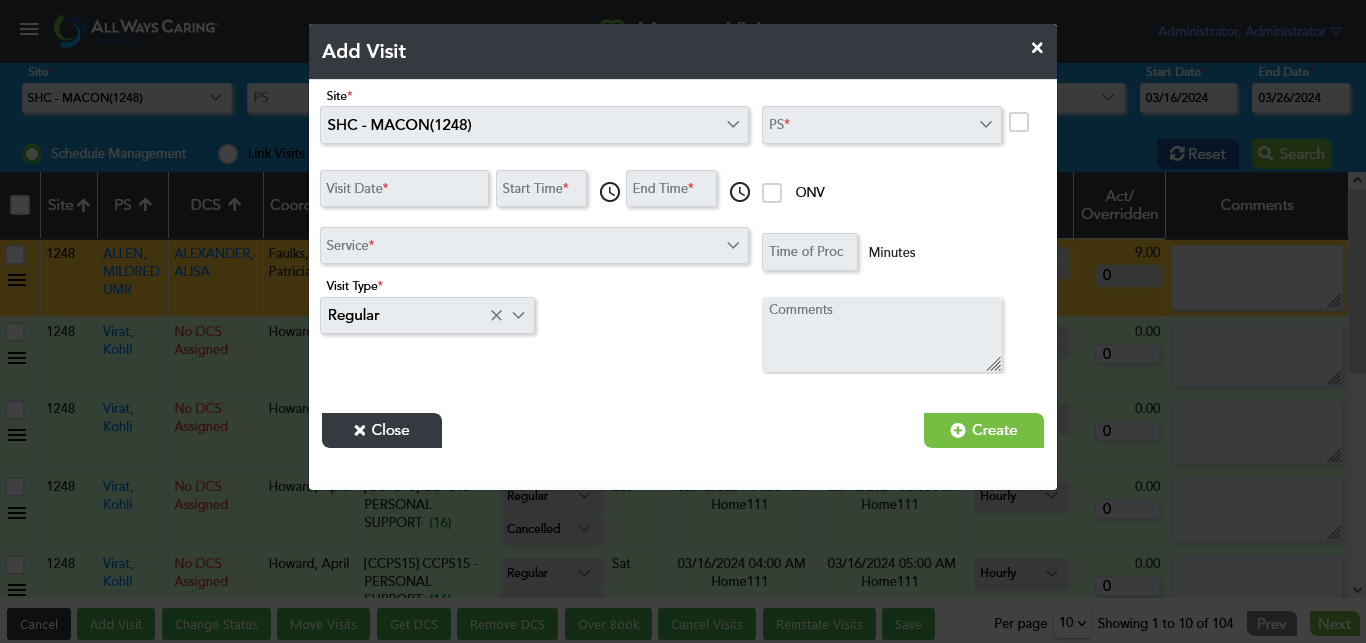 ALL WAYS CARING
Administrator, Administrator
Add Visit
Site
SHC - MACON(1248)
PS
Start Date
03/16/2024
End Date
03/26/2024
Schedule Management
Link Visits
Reset
Search
Site*
SHC - MACON(1248)
PS*
Visit Date*
Start Time*
End Time*
ONV
Service*
Time of Proc
Minutes
Visit Type*
Regular
Comments
Close
Create
Site
PS
DCS
Act/
Overridden
Comments
1248
ALLEN,
MILDRED
UMR
ALEXANDER,
ALISA
Faulks,
9.00
0
1248
Virat,
Kohli
No DCS
Assigned
0.00
0
1248
Virat,
Kohli
No DCS
Assigned
0.00
0
1248
Virat,
Kohli
No DCS
Assigned
Howard, April
PERSONAL
SUPPORT (16)
Regular
Cancelled
Home111
Home111
Hourly
0.00
0
1248
Virat,
Kohli
No DCS
Assigned
Howard, April
[CCPS15] CCPS15 -
PERSONAL
Regular
Sat
03/16/2024 04:00 AM
Home111
03/16/2024 05:00 AM
Home111
Hourly
0.00
0
Cancel
Add Visit
Change Status
Move Visits
Get DCS
Remove DCS
Over Book
Cancel Visits
Reinstate Visits
Save
Per page
10
Showing 1 to 10 of 104
Prev
Next